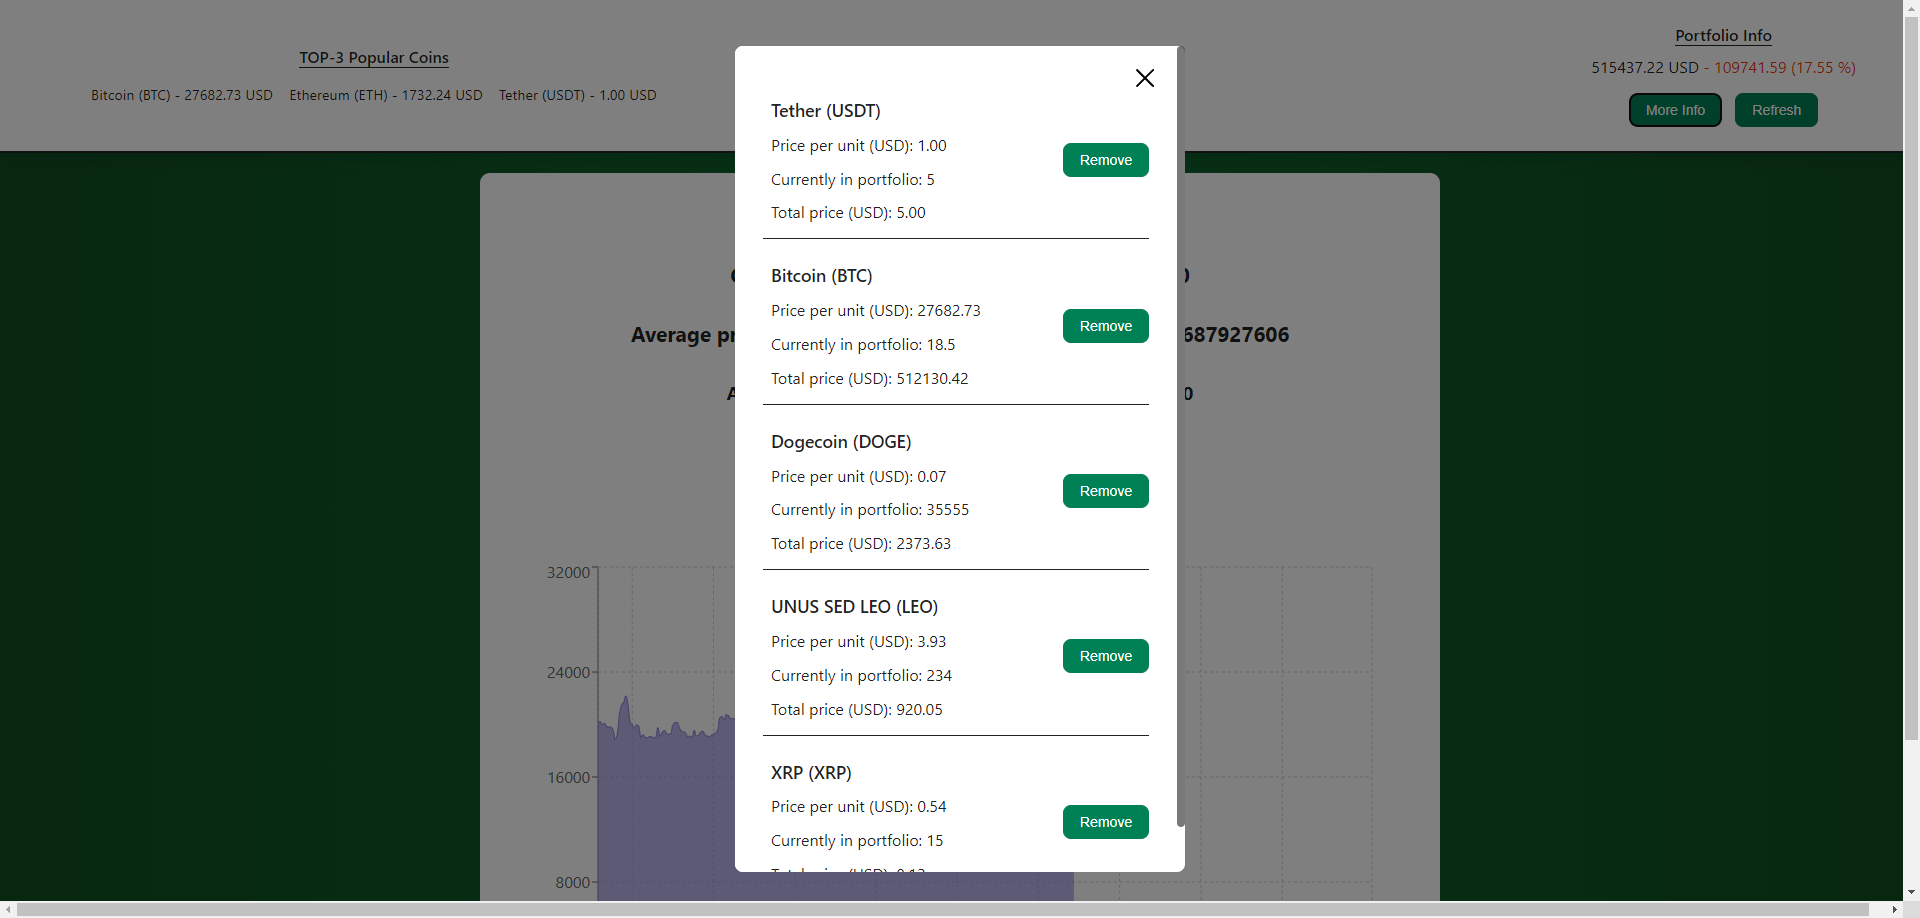 TOP-3 Popular Coins
Bitcoin (BTC) - 27682.73 USD Ethereum (ETH) - 1732.24 USD Tether (USDT) - 1.00 USD
Portfolio Info
515437.22 USD - 109741.59 (17.55 %)
More Info Refresh
Tether (USDT)
Price per unit (USD): 1.00
Currently in portfolio: 5
Total price (USD): 5.00
Remove
Bitcoin (BTC)
Price per unit (USD): 27682.73
Currently in portfolio: 18.5
Total price (USD): 512130.42
Remove
Dogecoin (DOGE)
Price per unit (USD): 0.07
Currently in portfolio: 35555
Total price (USD): 2373.63
Remove
UNUS SED LEO (LEO)
Price per unit (USD): 3.93
Currently in portfolio: 234
Total price (USD): 920.05
Remove
XRP (XRP)
Price per unit (USD): 0.54
Currently in portfolio: 15
Remove
Average
687927606
32000
24000
16000
8000